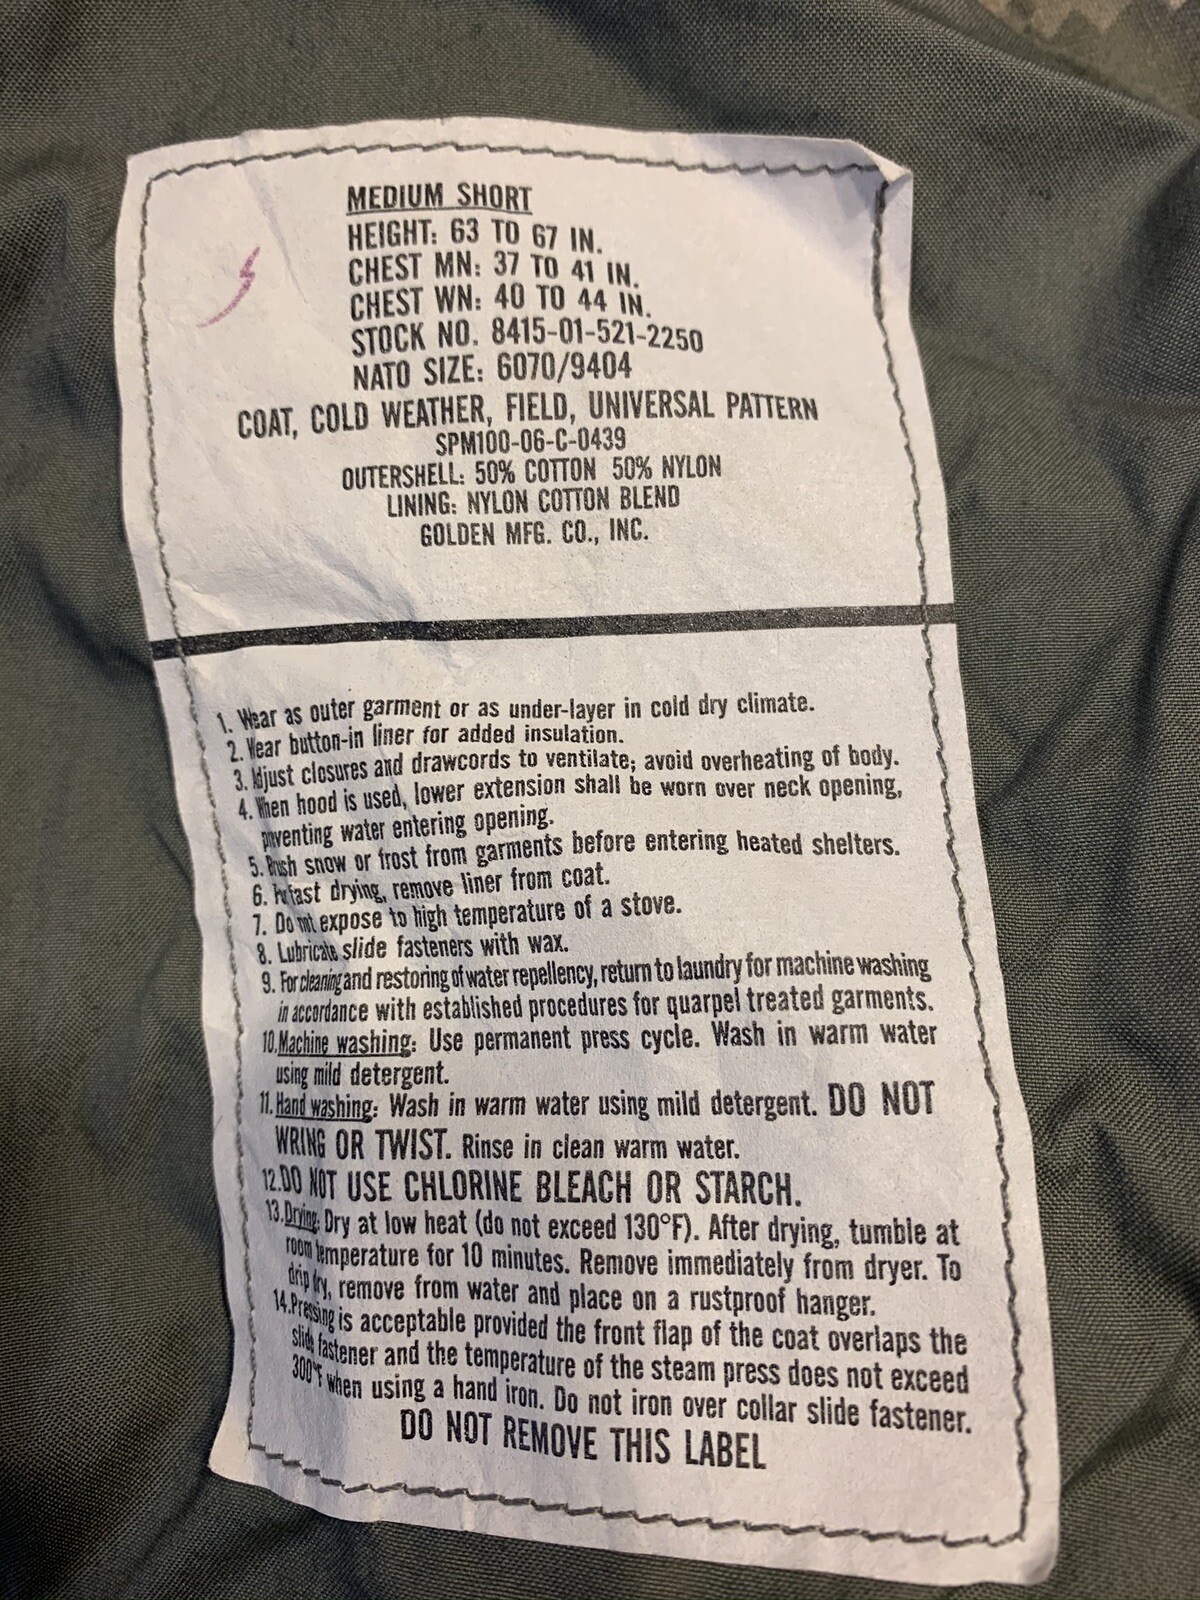 MEDIUM SHORT
HEIGHT: 63 TO 67 IN.
CHEST MN: 37 TO 41 IN.
CHEST WN: 40 TO 44 IN.
STOCK NO. 8415-01-521-2250
NATO SIZE: 6070/9404
COAT, COLD WEATHER, FIELD, UNIVERSAL PATTERN
SPM100-06-C-0439
OUTERSHELL: 50% COTTON 50% NYLON
LINING: NYLON COTTON BLEND
GOLDEN MFG. CO., INC.
1. Wear as outer garment or as under-layer in cold dry climate.
2. Wear button-in liner for added insulation.
3. Adjust closures and drawcords to ventilate; avoid overheating of body.
4. When hood is used, lower extension shall be worn over neck opening,
preventing water entering opening.
5. Brush snow or frost from garments before entering heated shelters.
6. For fast drying, remove liner from coat.
7. Do not expose to high temperature of a stove.
8. Lubricate slide fasteners with wax.
9. For cleaning and restoring of water repellency, return to laundry for machine washing
in accordance with established procedures for quarpel treated garments.
10.Machine washing: Use permanent press cycle. Wash in warm water
using mild detergent.
11. Hand washing: Wash in warm water using mild detergent. DO NOT
WRING OR TWIST. Rinse in clean warm water.
12.DO NOT USE CHLORINE BLEACH OR STARCH.
13.Drying: Dry at low heat (do not exceed 130°F). After drying, tumble at
room temperature for 10 minutes. Remove immediately from dryer. To
drip dry, remove from water and place on a rustproof hanger.
14.Pressing is acceptable provided the front flap of the coat overlaps the
slide fastener and the temperature of the steam press does not exceed
300°F when using a hand iron. Do not iron over collar slide fastener.
DO NOT REMOVE THIS LABEL